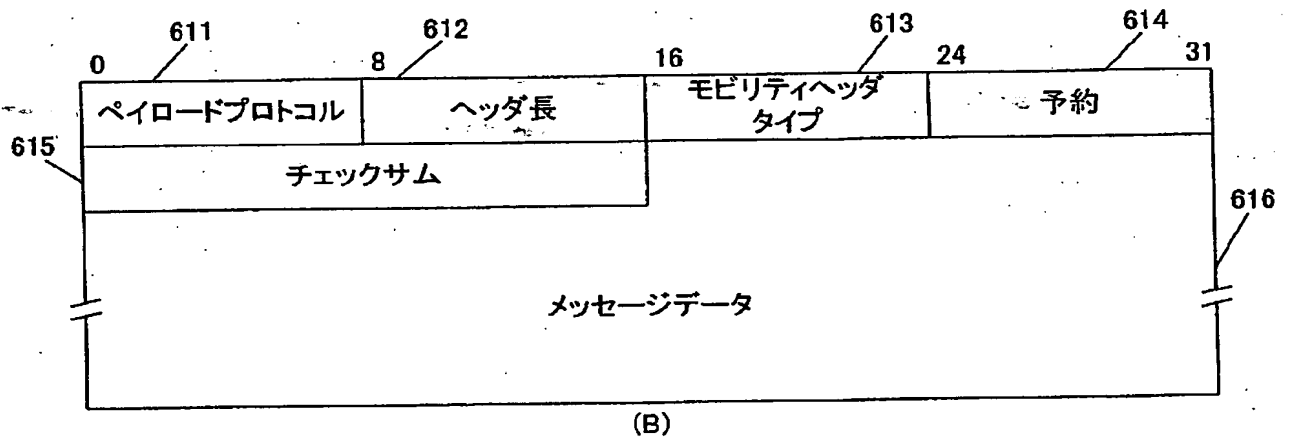 611
612
613
614
0
8
16
24
31
ペイロードプロトコル
ヘッダ長
モビリティヘッダ
タイプ
予約
615
チェックサム
616
メッセージデータ
(B)